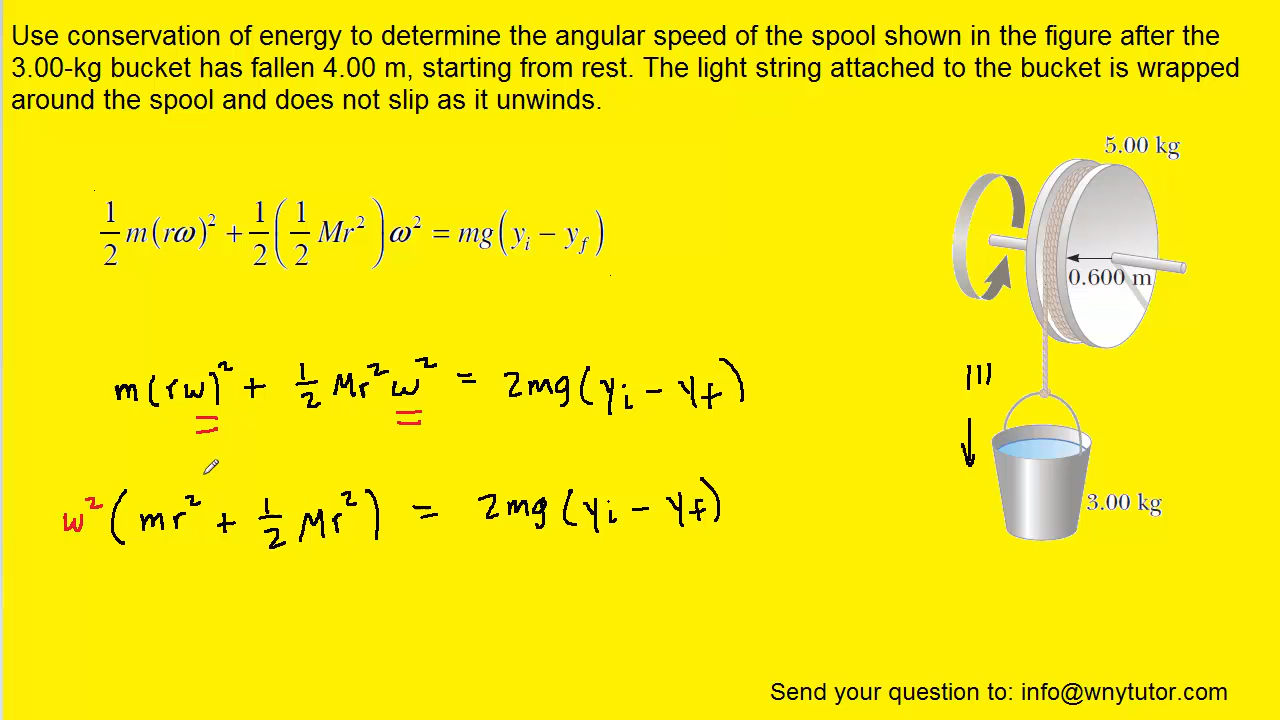 Use conservation of energy to determine the angular speed of the spool shown in the figure after the
3.00-kg bucket has fallen 4.00 m, starting from rest. The light string attached to the bucket is wrapped
around the spool and does not slip as it unwinds.
5.00 kg
1/2 m(rω)² + 1/2 (1/2 Mr²) ω² = mg(yᵢ − y_f)
0.600 m
m(rw)² + 1/2 Mr²w² = 2mg(yᵢ − y_f)
w²(mr² + 1/2 Mr²) = 2mg(yᵢ − y_f)
3.00 kg
Send your question to: info@wnytutor.com